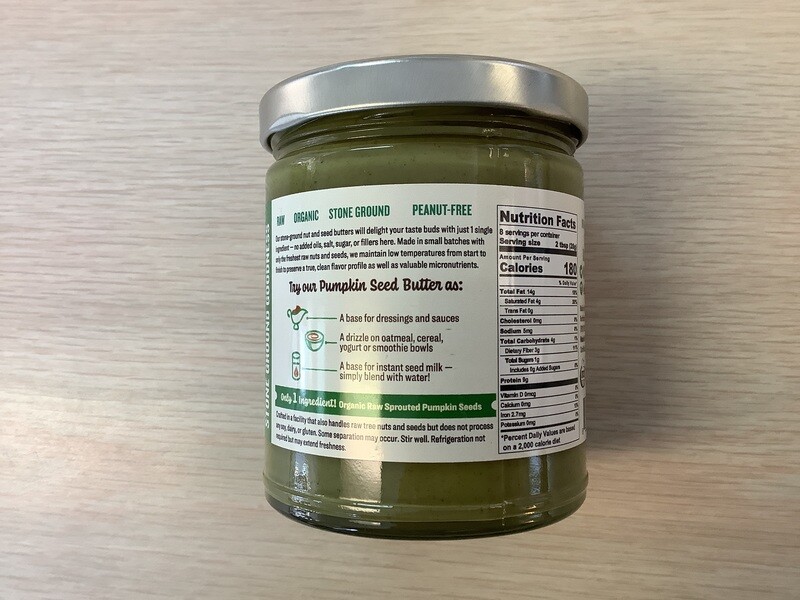 STONE GROUND GOODNESS
RAW ORGANIC STONE GROUND PEANUT-FREE
Our stone-ground nut and seed butters will delight your taste buds with just 1 single
ingredient – no added oils, salt, sugar, or fillers here. Made in small batches with
only the freshest raw nuts and seeds, we maintain low temperatures from start to
finish to preserve a true, clean flavor profile as well as valuable micronutrients.
Try our Pumpkin Seed Butter as:
A base for dressings and sauces
A drizzle on oatmeal, cereal,
yogurt or smoothie bowls
A base for instant seed milk –
simply blend with water!
Only 1 Ingredient! Organic Raw Sprouted Pumpkin Seeds
Crafted in a facility that also handles raw tree nuts and seeds but does not process
any soy, dairy, or gluten. Some separation may occur. Stir well. Refrigeration not
required but may extend freshness.
Nutrition Facts
8 servings per container
Serving size 2 tbsp
Amount Per Serving
Calories 180
% Daily Value*
Total Fat 14g
Saturated Fat 4g
Trans Fat 0g
Cholesterol 0mg
Sodium 5mg
Total Carbohydrate 4g
Dietary Fiber 3g
Total Sugars 1g
Includes 0g Added Sugars
Protein
Vitamin D 0mcg
Calcium 0mg
Iron 2.7mg
Potassium 0mg
*Percent Daily Values are based
on a 2,000 calorie diet